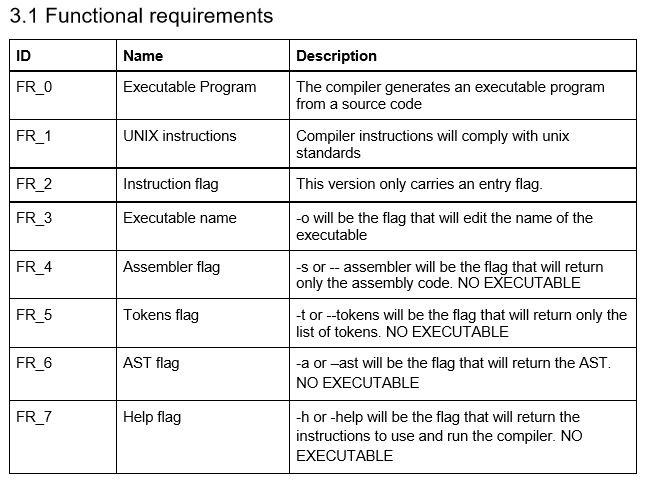 3.1 Functional requirements
ID Name Description
FR_0 Executable Program The compiler generates an executable program
from a source code
FR_1 UNIX instructions Compiler instructions will comply with unix
standards
FR_2 Instruction flag This version only carries an entry flag.
FR_3 Executable name -o will be the flag that will edit the name of the
executable
FR_4 Assembler flag -s or -- assembler will be the flag that will return
only the assembly code. NO EXECUTABLE
FR_5 Tokens flag -t or --tokens will be the flag that will return only the
list of tokens. NO EXECUTABLE
FR_6 AST flag -a or –ast will be the flag that will return the AST.
NO EXECUTABLE
FR_7 Help flag -h or -help will be the flag that will return the
instructions to use and run the compiler. NO
EXECUTABLE